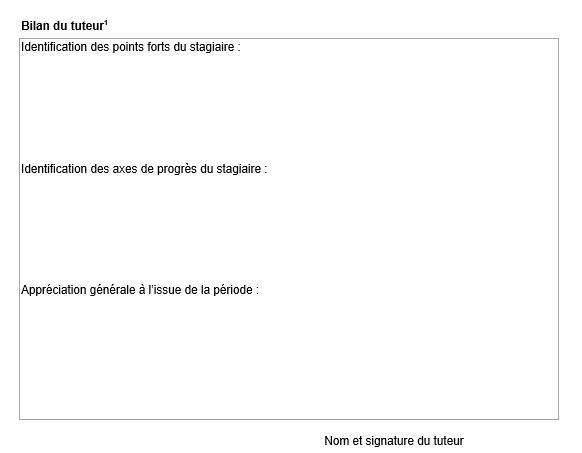 Bilan du tuteur¹
Identification des points forts du stagiaire :
Identification des axes de progrès du stagiaire :
Appréciation générale à l'issue de la période :
Nom et signature du tuteur